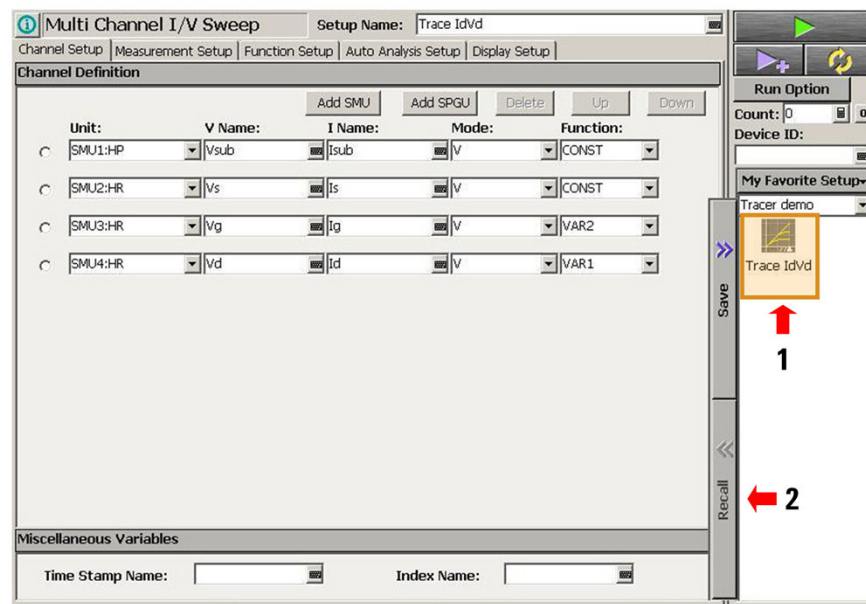 Multi Channel I/V Sweep
Setup Name: Trace IdVd
Channel Setup Measurement Setup Function Setup Auto Analysis Setup Display Setup
Channel Definition
Add SMU Add SPGU Delete Up Down
Unit: V Name: I Name: Mode: Function:
SMU1:HP Vsub Isub V CONST
SMU2:HR Vs Is V CONST
SMU3:HR Vg Ig V VAR2
SMU4:HR Vd Id V VAR1
Miscellaneous Variables
Time Stamp Name: Index Name:
Save
Recall
Run Option
Count: 0
Device ID:
My Favorite Setup
Tracer demo
Trace IdVd
1
2